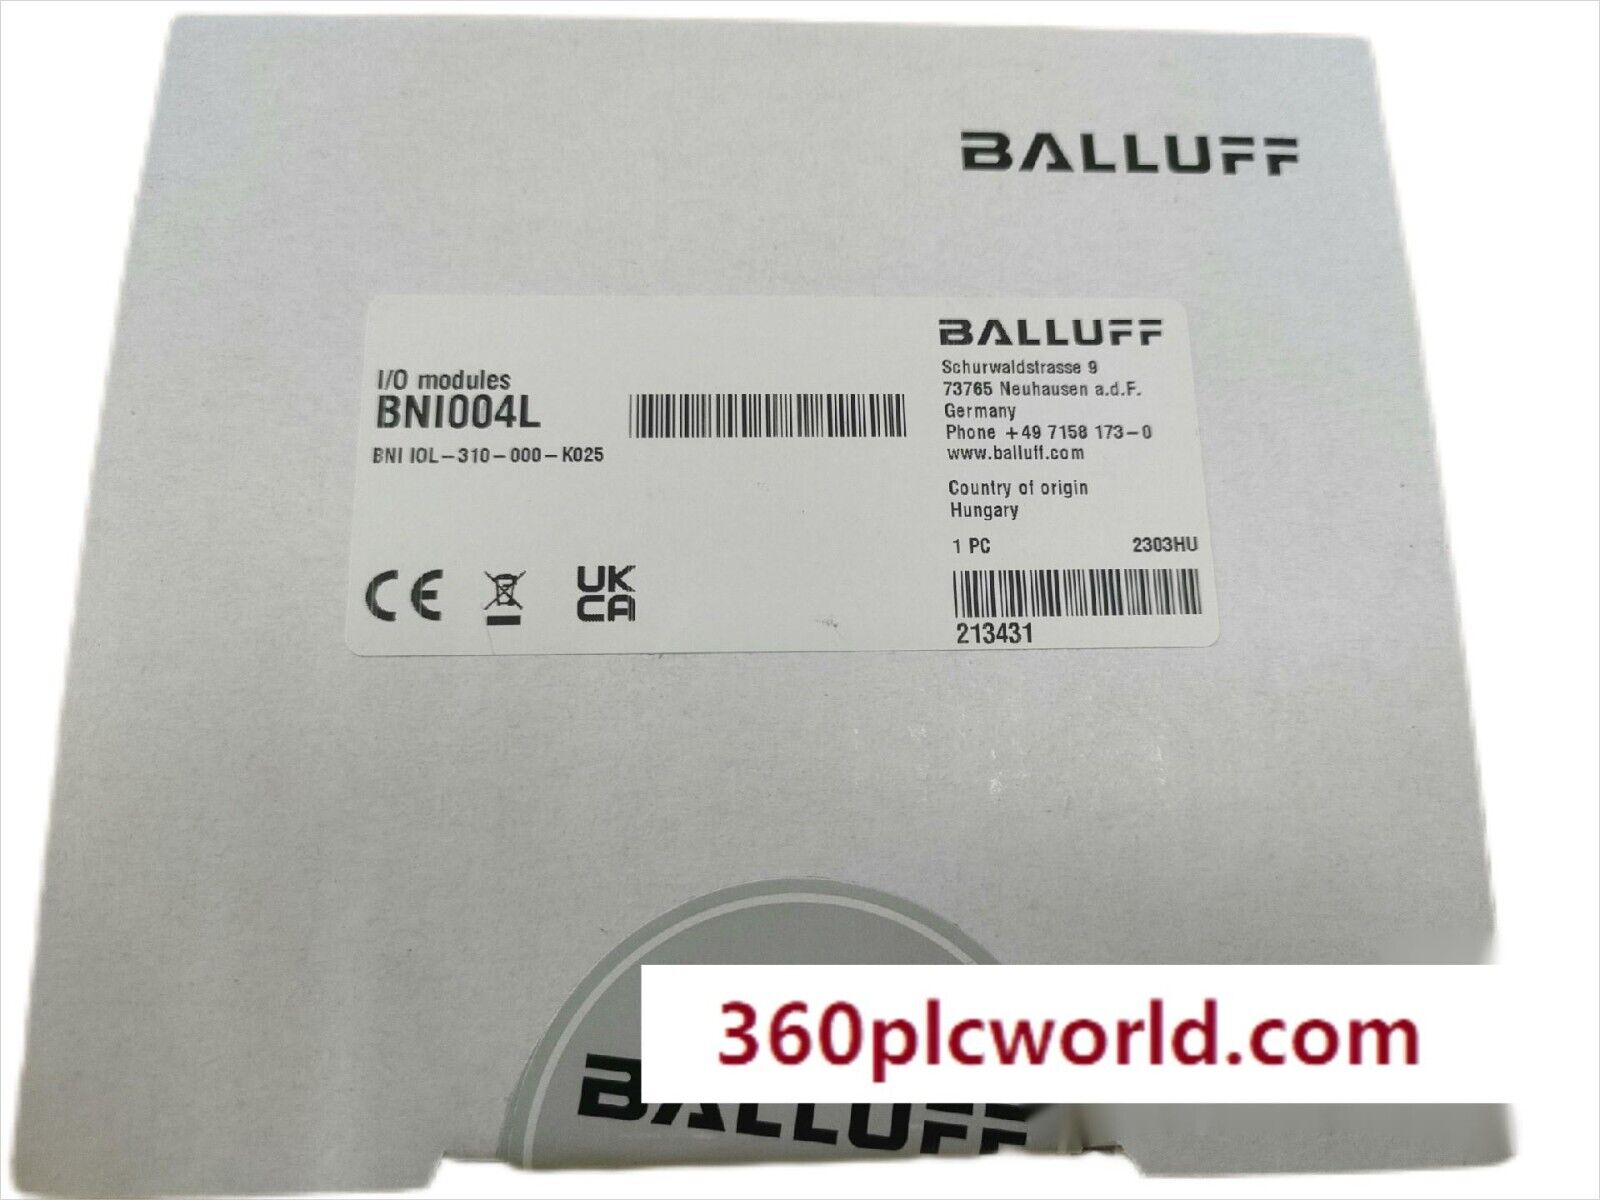 BALLUFF
I/O modules
BNI004L
BNI IOL-310-000-K025
BALLUFF
Schurwaldstrasse 9
73765 Neuhausen a.d.F.
Germany
Phone +49 7158 173-0
www.balluff.com
Country of origin
Hungary
1 PC 2303HU
213431
CE
UK
CA
360plcworld.com
BALLUFF